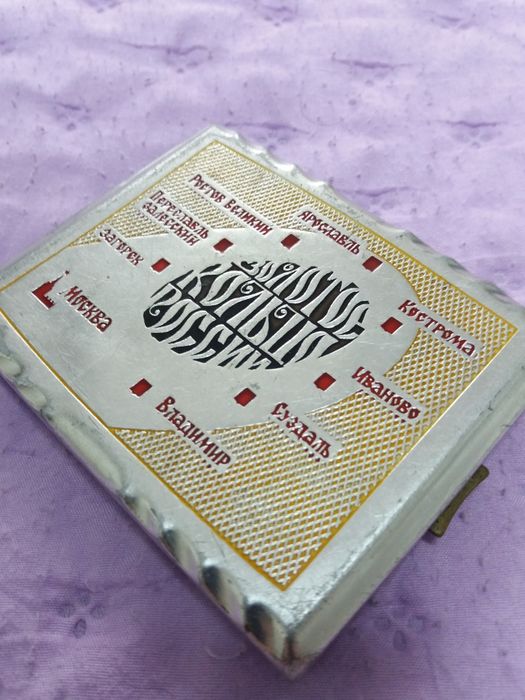 Ростов Великий
Ярославль
Переславль
Залесский
Загорск
Москва
Золотое
Кольцо
России
Кострома
Иваново
Суздаль
Владимир